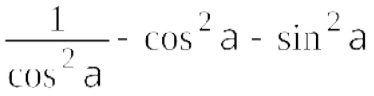 1/cos²a - cos²a - sin²a